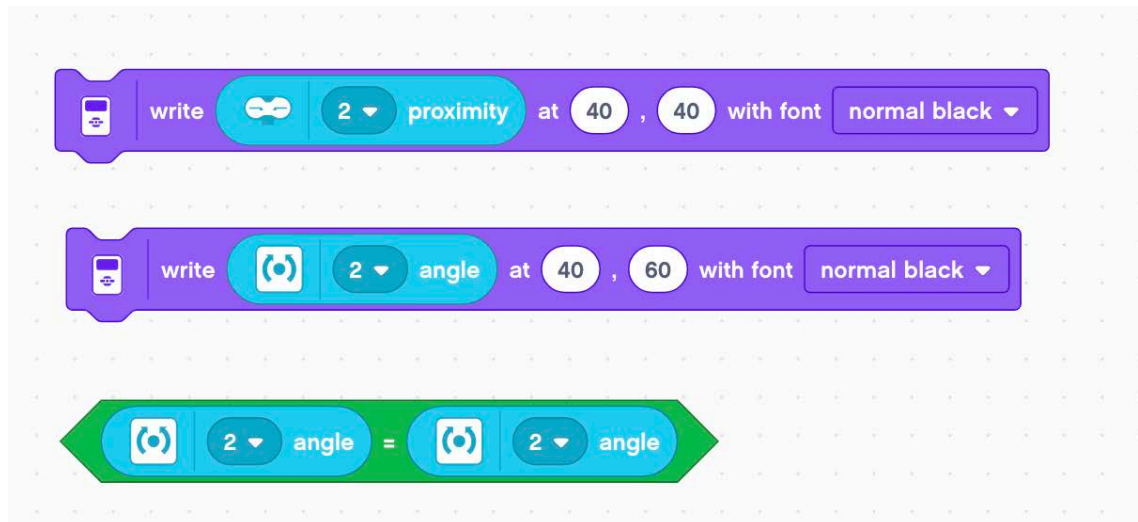 write 2 proximity at 40 , 40 with font normal black
write 2 angle at 40 , 60 with font normal black
2 angle = 2 angle